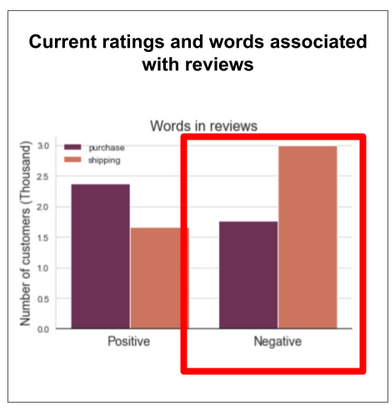 Current ratings and words associated
with reviews
Words in reviews
purchase
shipping
Number of customers (Thousand)
3.0
2.5
2.0
1.5
1.0
0.5
0.0
Positive
Negative